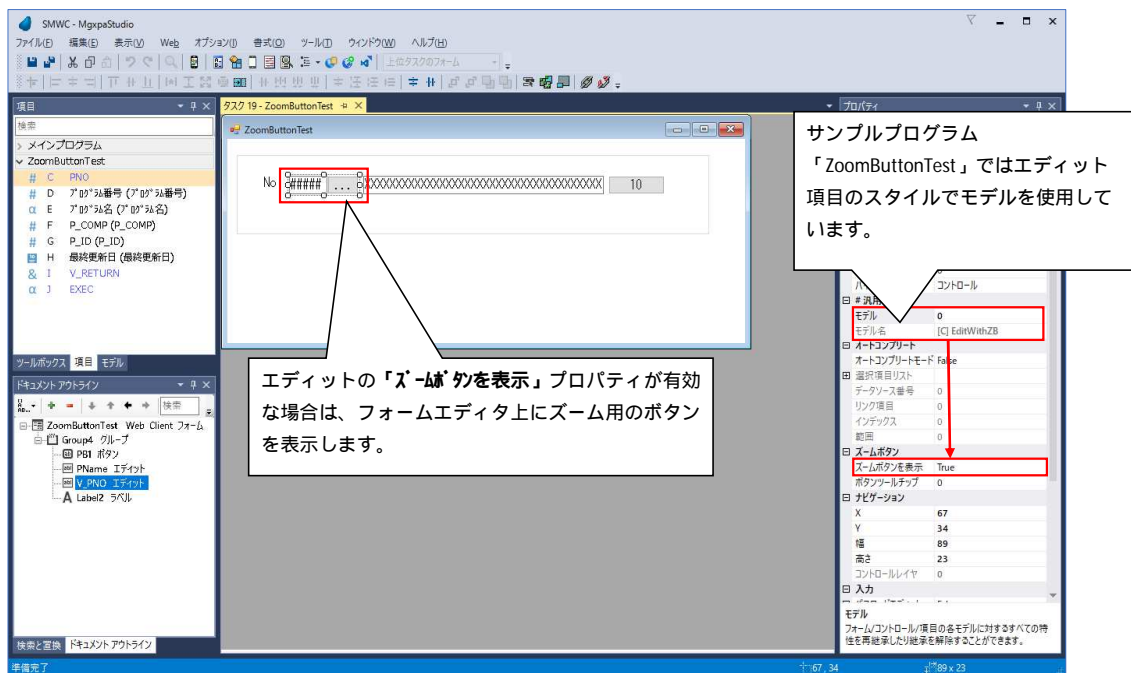 SMWC - MgxpaStudio
ファイル(F) 編集(E) 表示(V) Web オプション(I) 書式(O) ツール(T) ウィンドウ(W) ヘルプ(H)
上位タスクのフォーム
項目
検索
メインプログラム
ZoomButtonTest
# C PNO
# D プログラム番号 (プログラム番号)
α E プログラム名 (プログラム名)
# F P_COMP (P_COMP)
# G P_ID (P_ID)
H 最終更新日 (最終更新日)
& I V_RETURN
α J EXEC
ツールボックス 項目 モデル
ドキュメント アウトライン
検索
ZoomButtonTest Web Client フォーム
Group4 グループ
PB1 ボタン
PName エディット
V_PNO エディット
A Label2 ラベル
検索と置換 ドキュメント アウトライン
準備完了
タスク 19 - ZoomButtonTest
ZoomButtonTest
No ##### ... XXXXXXXXXXXXXXXXXXXXXXXXXXXXXXXXXXX 10
エディットの「ズームボタンを表示」プロパティが有効
な場合は、フォームエディタ上にズーム用のボタン
を表示します。
プロパティ
サンプルプログラム
「ZoomButtonTest」ではエディット
項目のスタイルでモデルを使用して
います。
コントロール
# 汎用
モデル 0
モデル名 [C] EditWithZB
オートコンプリート
オートコンプリートモード False
選択項目リスト
データソース番号 0
リンク項目 0
インデックス 0
範囲 0
ズームボタン
ズームボタンを表示 True
ボタンツールチップ 0
ナビゲーション
X 67
Y 34
幅 89
高さ 23
コントロールレイヤ 0
入力
モデル
フォーム/コントロール/項目の各モデルに対するすべての特
性を再継承したり継承を解除することができます。
67 , 34
89 x 23